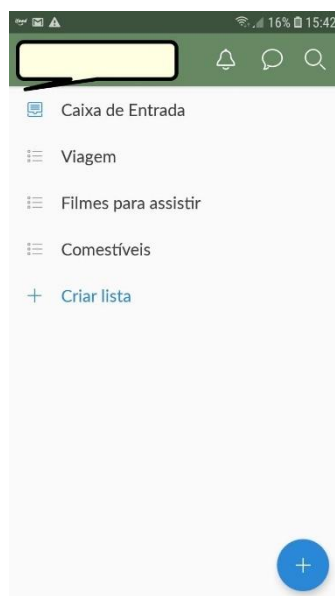 16% 15:42
Caixa de Entrada
Viagem
Filmes para assistir
Comestíveis
+ Criar lista
+